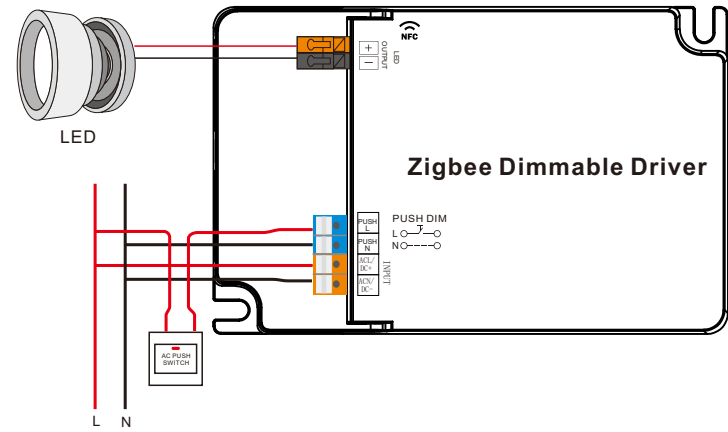 NFC
+
−
LED
OUTPUT
LED
Zigbee Dimmable Driver
PUSH
L
PUSH
N
ACL/
DC+
ACN/
DC-
INPUT
PUSH DIM
L
N
AC PUSH
SWITCH
L
N